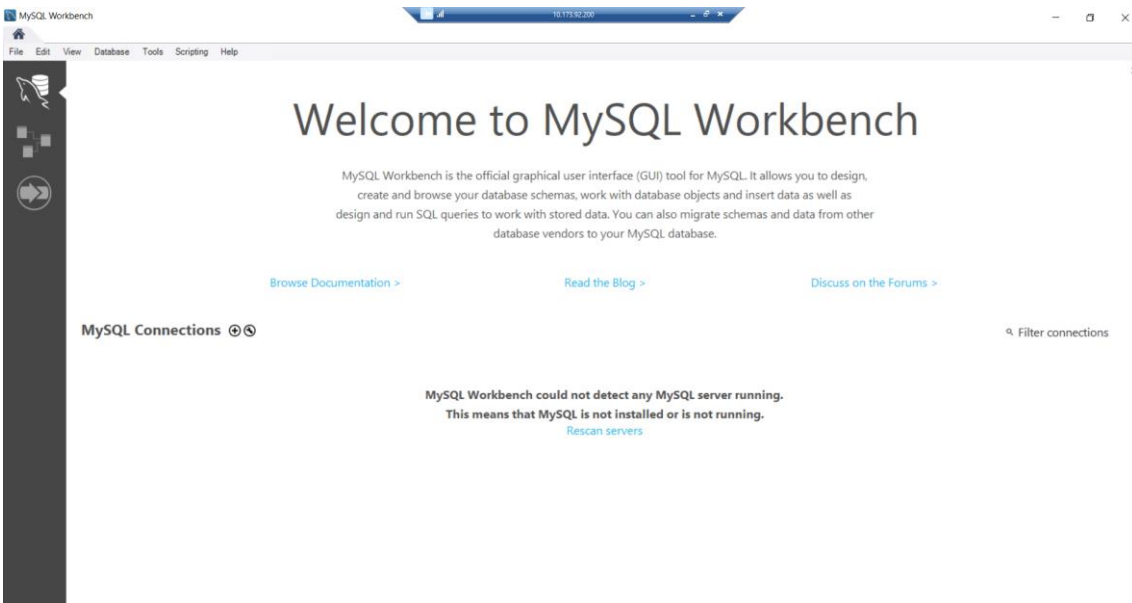 MySQL Workbench
10.173.92.200
File Edit View Database Tools Scripting Help
Welcome to MySQL Workbench
MySQL Workbench is the official graphical user interface (GUI) tool for MySQL. It allows you to design,
create and browse your database schemas, work with database objects and insert data as well as
design and run SQL queries to work with stored data. You can also migrate schemas and data from other
database vendors to your MySQL database.
Browse Documentation > Read the Blog > Discuss on the Forums >
MySQL Connections Filter connections
MySQL Workbench could not detect any MySQL server running.
This means that MySQL is not installed or is not running.
Rescan servers